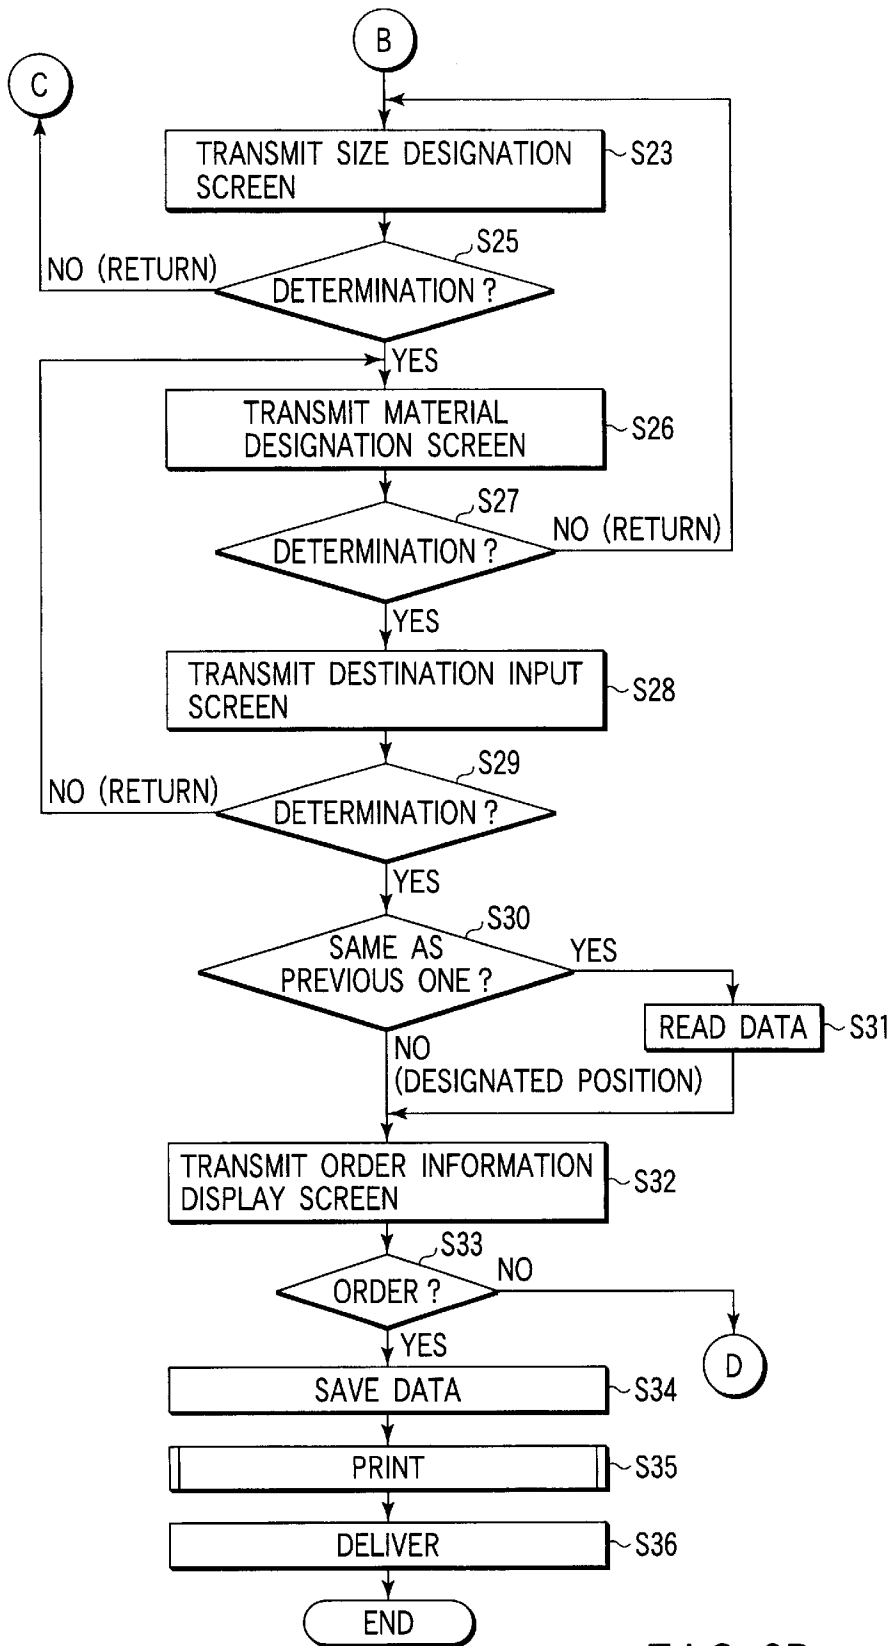 B
C
TRANSMIT SIZE DESIGNATION
SCREEN
S23
S25
NO (RETURN)
DETERMINATION ?
YES
TRANSMIT MATERIAL
DESIGNATION SCREEN
S26
S27
DETERMINATION ?
NO (RETURN)
YES
TRANSMIT DESTINATION INPUT
SCREEN
S28
S29
NO (RETURN)
DETERMINATION ?
YES
S30
SAME AS
PREVIOUS ONE ?
YES
READ DATA
S31
NO
(DESIGNATED POSITION)
TRANSMIT ORDER INFORMATION
DISPLAY SCREEN
S32
S33
ORDER ?
NO
YES
D
SAVE DATA
S34
PRINT
S35
DELIVER
S36
END